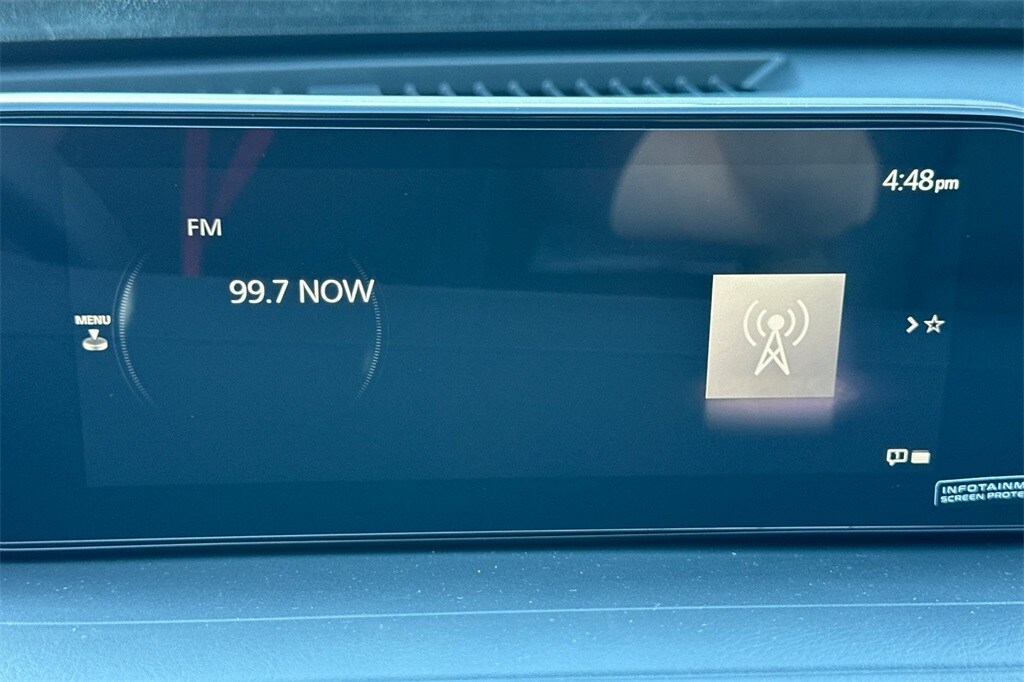 4:48pm
FM
99.7 NOW
MENU
INFOTAINM
SCREEN PROTE